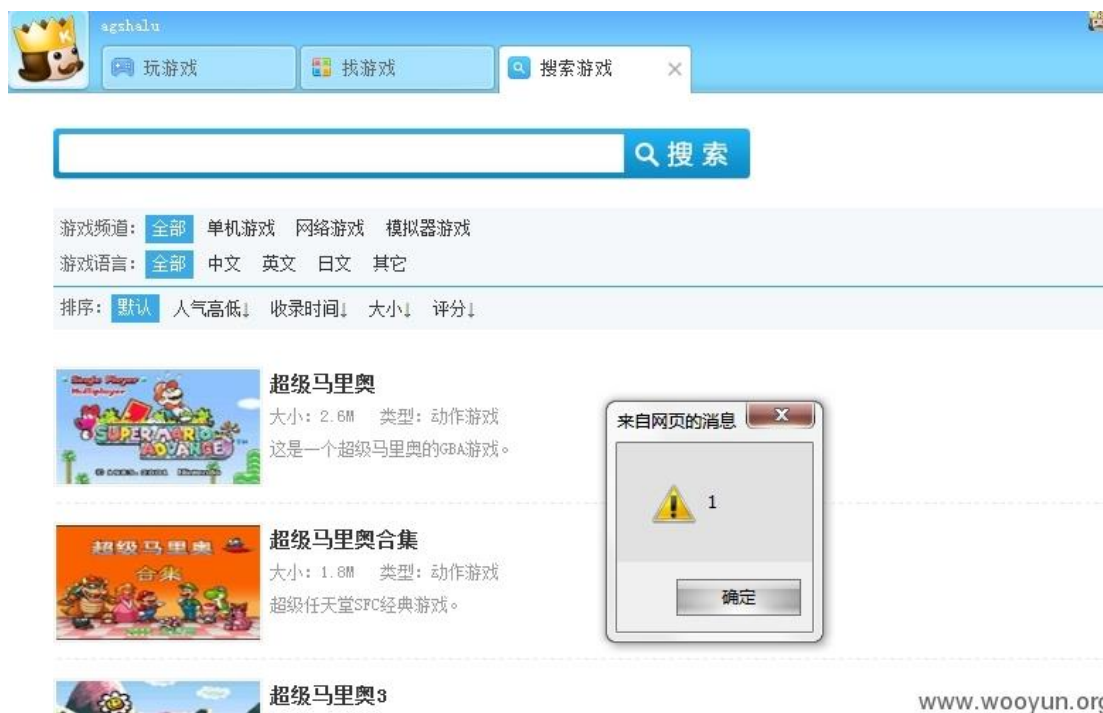 agshalu
玩游戏 找游戏 搜索游戏
搜索
游戏频道: 全部 单机游戏 网络游戏 模拟器游戏
游戏语言: 全部 中文 英文 日文 其它
排序: 默认 人气高低↓ 收录时间↓ 大小↓ 评分↓
Single Player
Multiplayer
SUPER MARIO
ADVANCE
超级马里奥
大小: 2.6M 类型: 动作游戏
这是一个超级马里奥的GBA游戏。
来自网页的消息
1
确定
超级马里奥
合集
超级马里奥合集
大小: 1.8M 类型: 动作游戏
超级任天堂SFC经典游戏。
超级马里奥3
www.wooyun.org